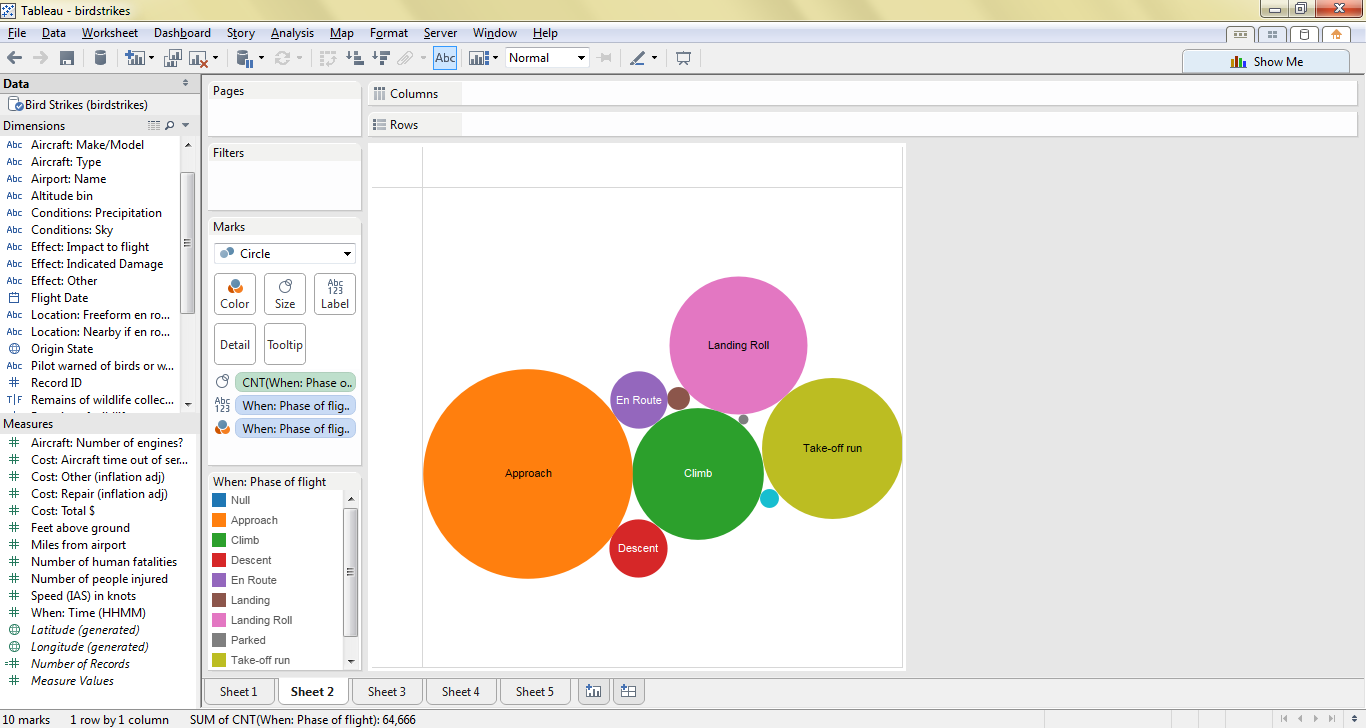 Tableau - birdstrikes
File Data Worksheet Dashboard Story Analysis Map Format Server Window Help
Abc Normal
Show Me
Data
Bird Strikes (birdstrikes)
Dimensions
Abc Aircraft: Make/Model
Abc Aircraft: Type
Abc Airport: Name
Abc Altitude bin
Abc Conditions: Precipitation
Abc Conditions: Sky
Abc Effect: Impact to flight
Abc Effect: Indicated Damage
Abc Effect: Other
Flight Date
Abc Location: Freeform en ro...
Abc Location: Nearby if en ro...
Origin State
Abc Pilot warned of birds or w...
# Record ID
T|F Remains of wildlife collec...
Measures
# Aircraft: Number of engines?
# Cost: Aircraft time out of ser...
# Cost: Other (inflation adj)
# Cost: Repair (inflation adj)
# Cost: Total $
# Feet above ground
# Miles from airport
# Number of human fatalities
# Number of people injured
# Speed (IAS) in knots
# When: Time (HHMM)
Latitude (generated)
Longitude (generated)
=# Number of Records
# Measure Values
Pages
Filters
Marks
Circle
Color
Size
Abc
123
Label
Detail
Tooltip
CNT(When: Phase o..
Abc
123
When: Phase of flig..
When: Phase of flig..
When: Phase of flight
Null
Approach
Climb
Descent
En Route
Landing
Landing Roll
Parked
Take-off run
Columns
Rows
Landing Roll
En Route
Take-off run
Approach
Climb
Descent
Sheet 1 Sheet 2 Sheet 3 Sheet 4 Sheet 5
10 marks 1 row by 1 column SUM of CNT(When: Phase of flight): 64,666